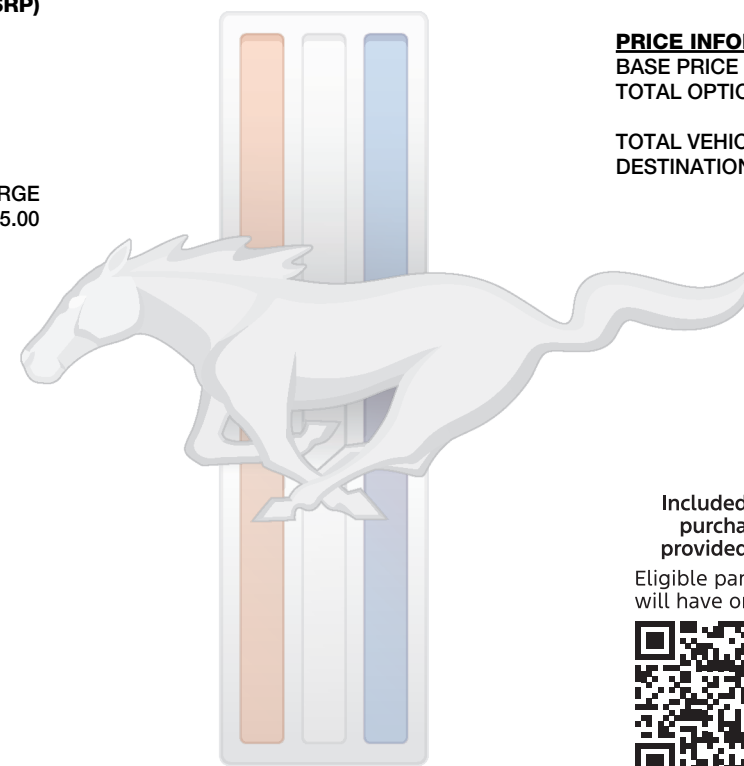 SRP)
RGE
5.00
PRICE INFO
BASE PRICE
TOTAL OPTIO
TOTAL VEHIC
DESTINATION
Included
purcha
provided
Eligible par
will have o